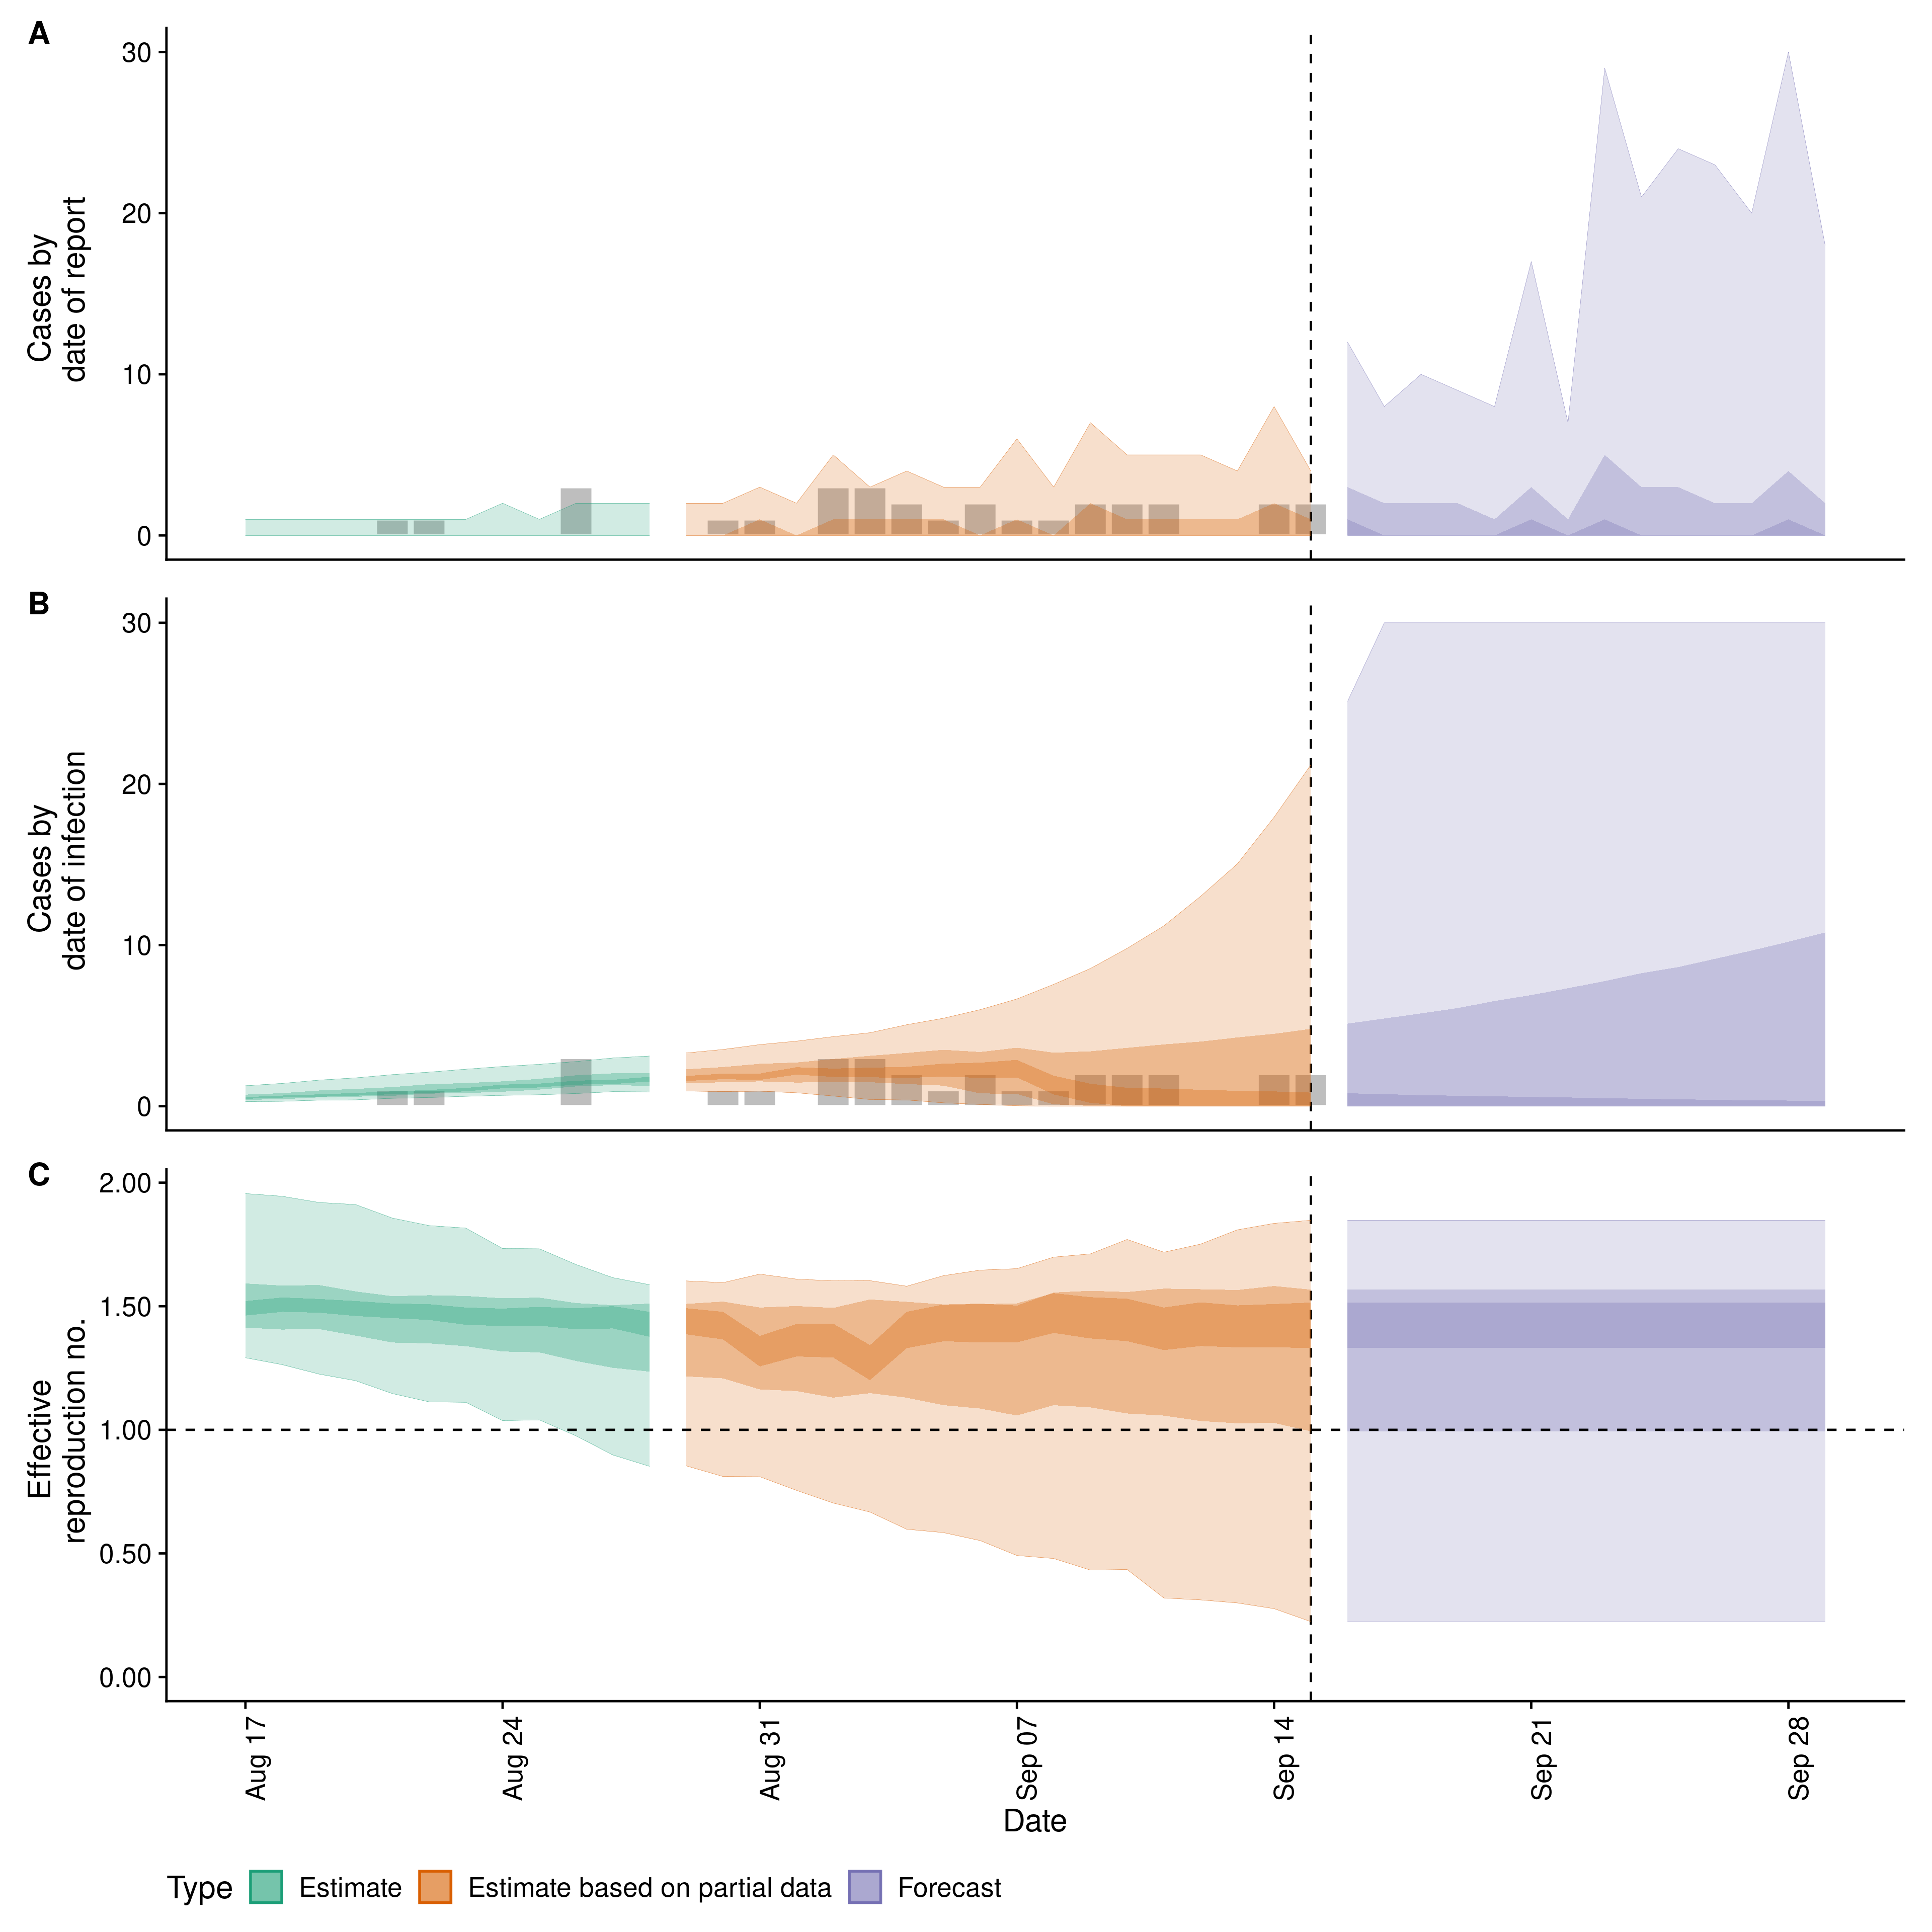 A
30
20
10
0
Cases by
date of report
B
30
20
10
0
Cases by
date of infection
C
2.00
1.50
1.00
0.50
0.00
Effective
reproduction no.
Aug 17
Aug 24
Aug 31
Sep 07
Sep 14
Sep 21
Sep 28
Date
Type Estimate Estimate based on partial data Forecast